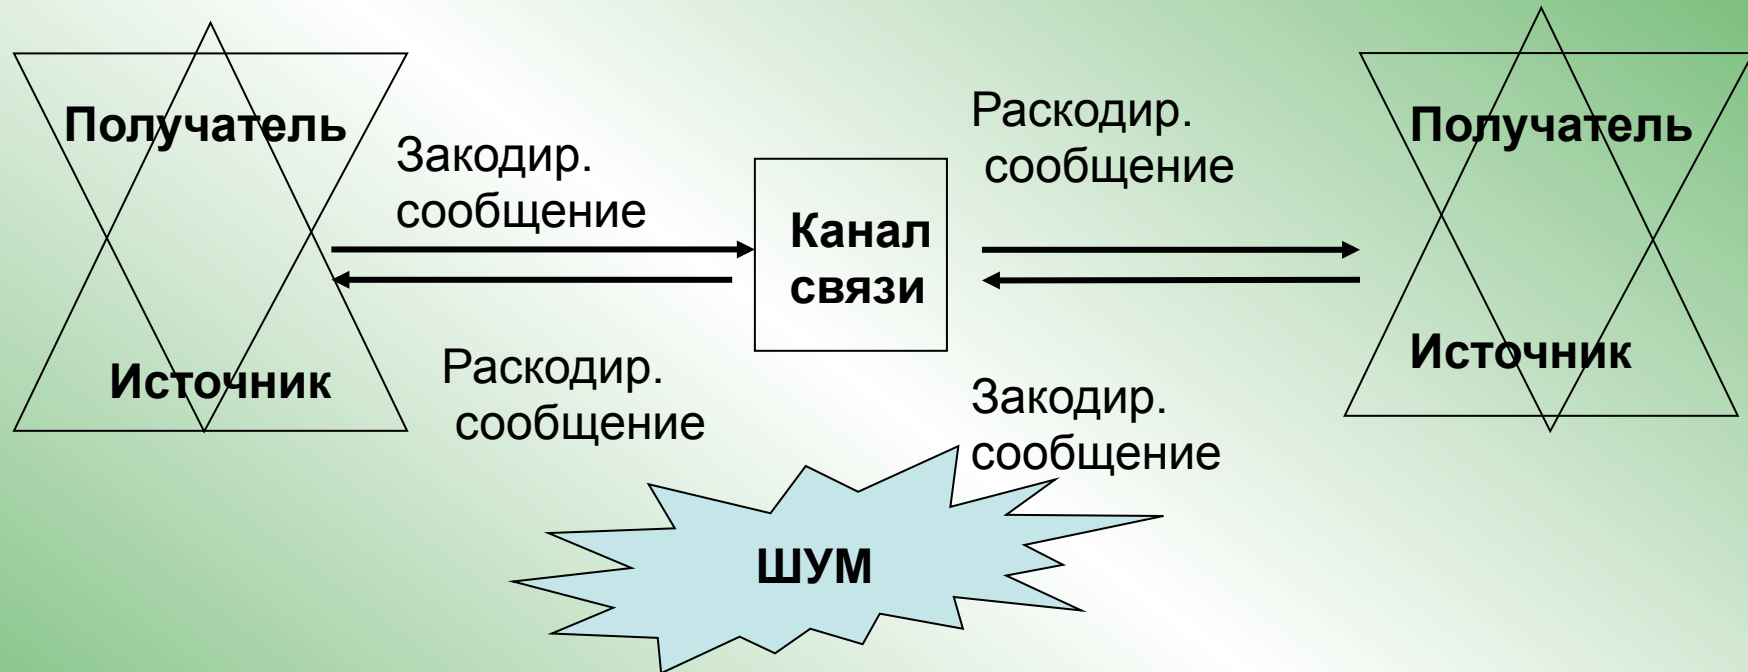 Получатель
Закодир.
сообщение
Раскодир.
сообщение
Получатель
Канал
связи
Источник
Раскодир.
сообщение
Закодир.
сообщение
Источник
ШУМ